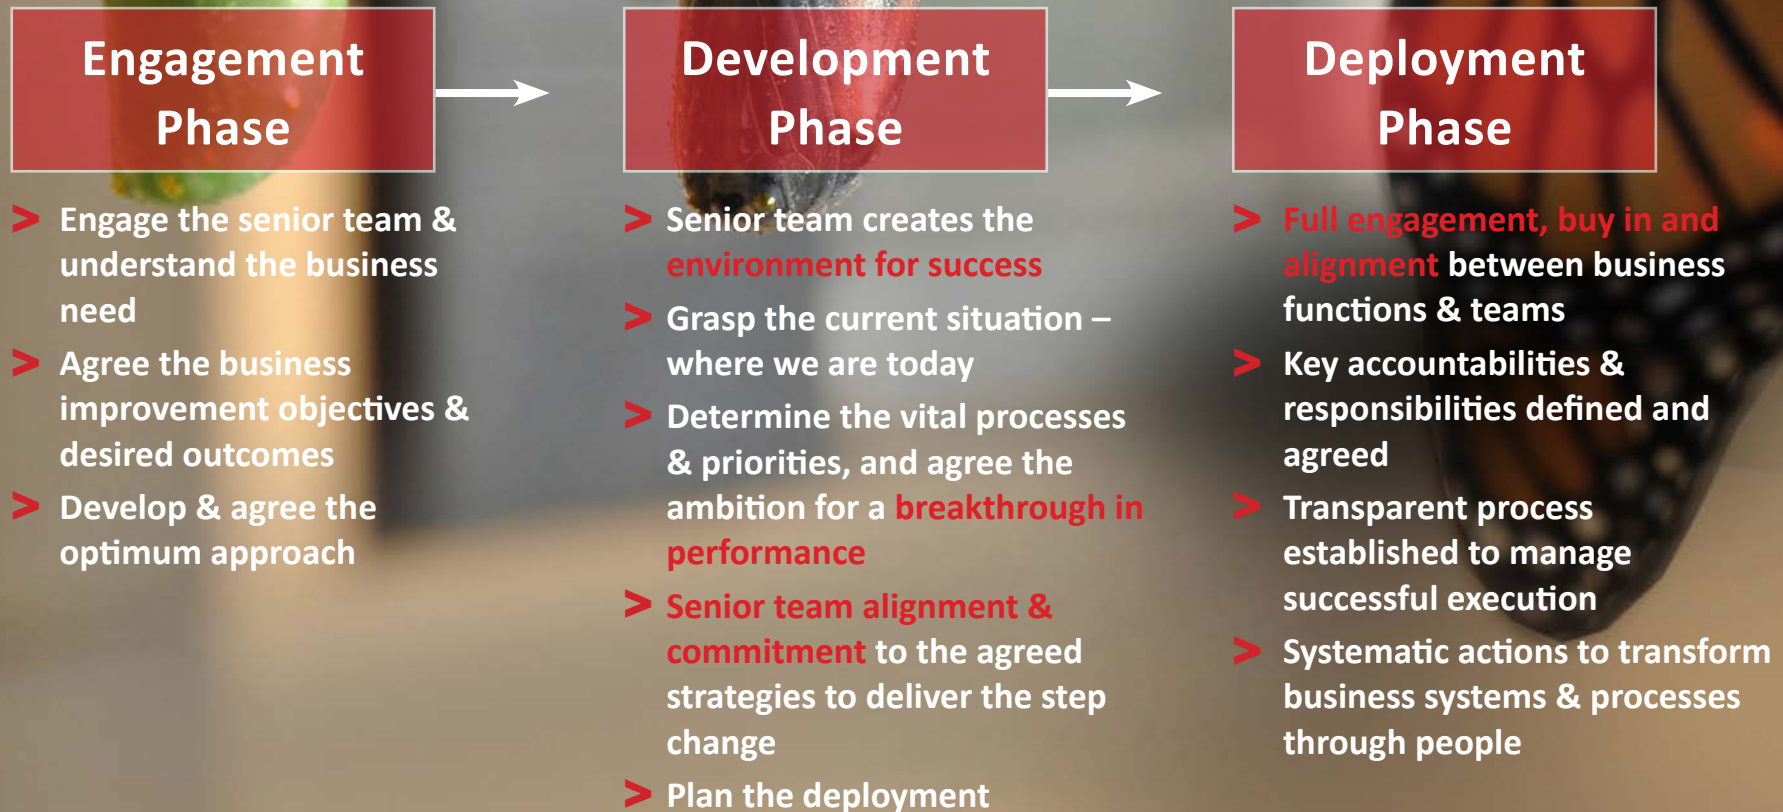 Engagement
Phase
> Engage the senior team &
understand the business
need
> Agree the business
improvement objectives &
desired outcomes
> Develop & agree the
optimum approach
Development
Phase
> Senior team creates the
environment for success
> Grasp the current situation –
where we are today
> Determine the vital processes
& priorities, and agree the
ambition for a breakthrough in
performance
> Senior team alignment &
commitment to the agreed
strategies to deliver the step
change
> Plan the deployment
Deployment
Phase
> Full engagement, buy in and
alignment between business
functions & teams
> Key accountabilities &
responsibilities defined and
agreed
> Transparent process
established to manage
successful execution
> Systematic actions to transform
business systems & processes
through people